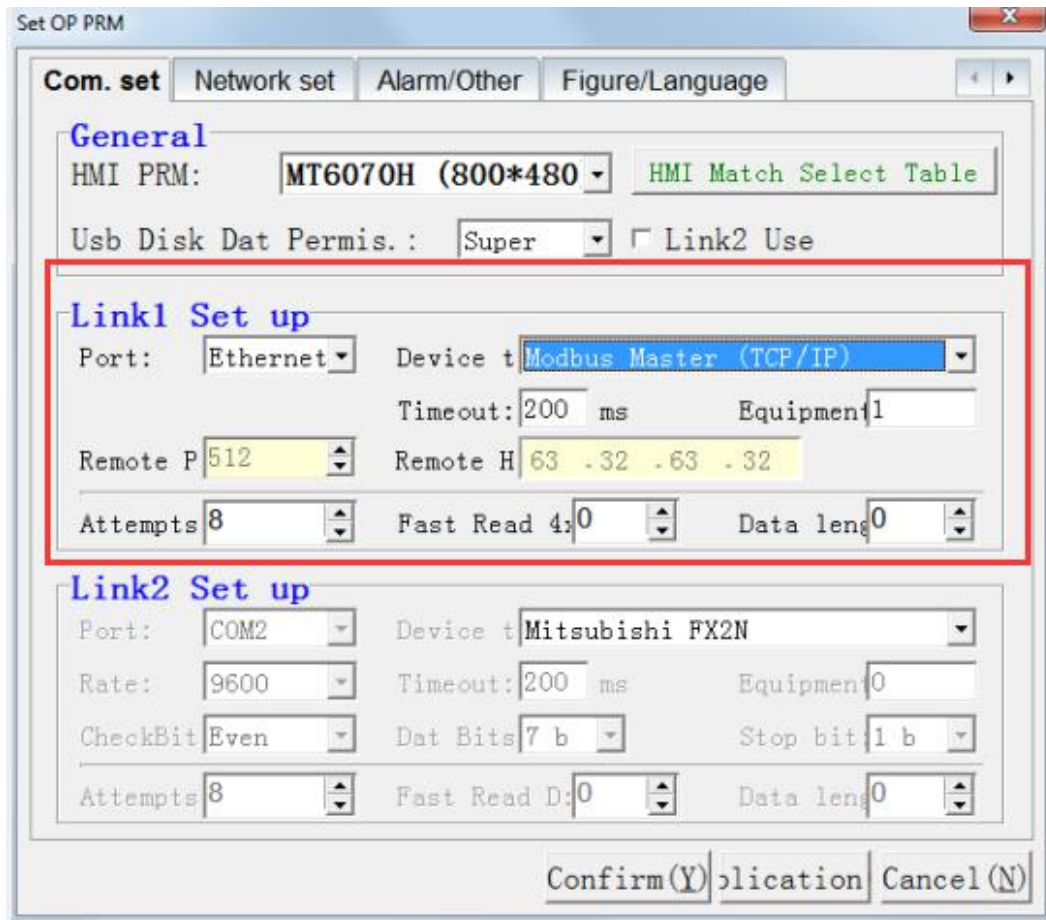 Set OP PRM
Com. set Network set Alarm/Other Figure/Language
General
HMI PRM: MT6070H (800*480 HMI Match Select Table
Usb Disk Dat Permis.: Super Link2 Use
Link1 Set up
Port: Ethernet Device t Modbus Master (TCP/IP)
Timeout: 200 ms Equipment 1
Remote P 512 Remote H 63 .32 .63 .32
Attempts 8 Fast Read 4x 0 Data leng 0
Link2 Set up
Port: COM2 Device t Mitsubishi FX2N
Rate: 9600 Timeout: 200 ms Equipment 0
CheckBit Even Dat Bits 7 b Stop bit: 1 b
Attempts 8 Fast Read D: 0 Data leng 0
Confirm(Y) plication Cancel(N)